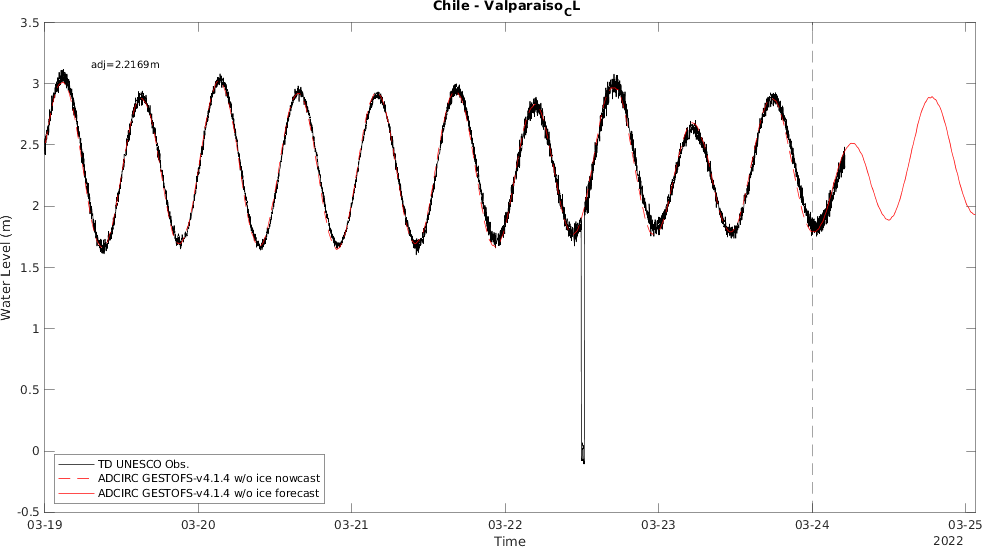 Chile - Valparaiso_CL
adj=2.2169m
3.5
3
2.5
2
1.5
1
0.5
0
-0.5
Water Level (m)
TD UNESCO Obs.
ADCIRC GESTOFS-v4.1.4 w/o ice nowcast
ADCIRC GESTOFS-v4.1.4 w/o ice forecast
03-19 03-20 03-21 03-22 03-23 03-24 03-25
Time
2022